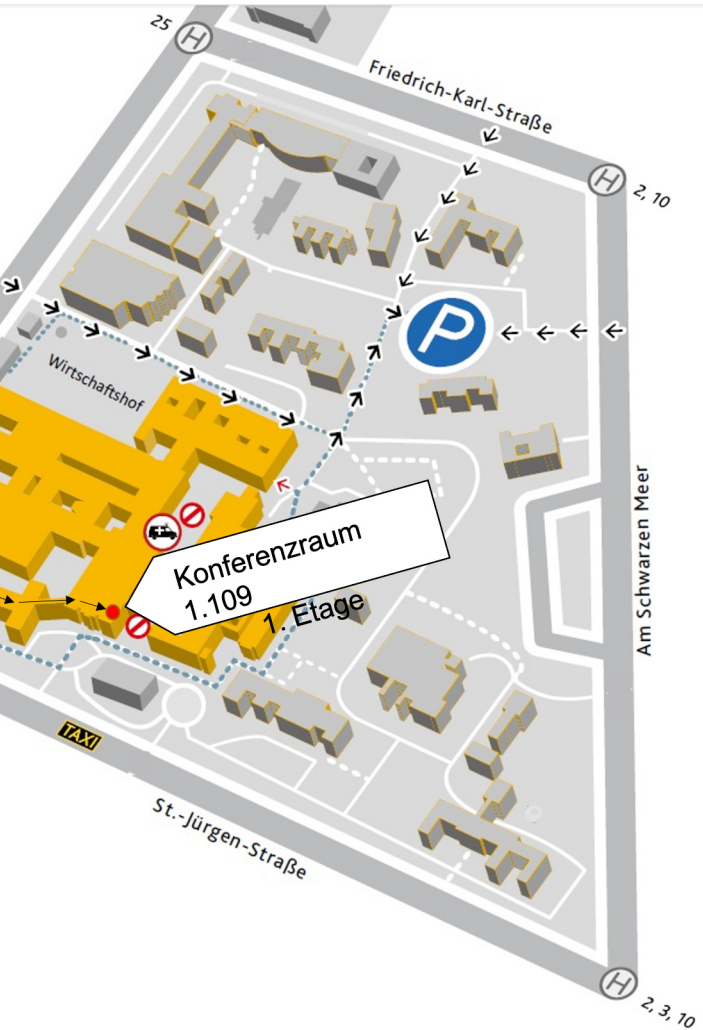 25
H
Friedrich-Karl-Straße
H
2, 10
P
Wirtschaftshof
Am Schwarzen Meer
Konferenzraum
1.109
1. Etage
TAXI
St.-Jürgen-Straße
H
2, 3, 10